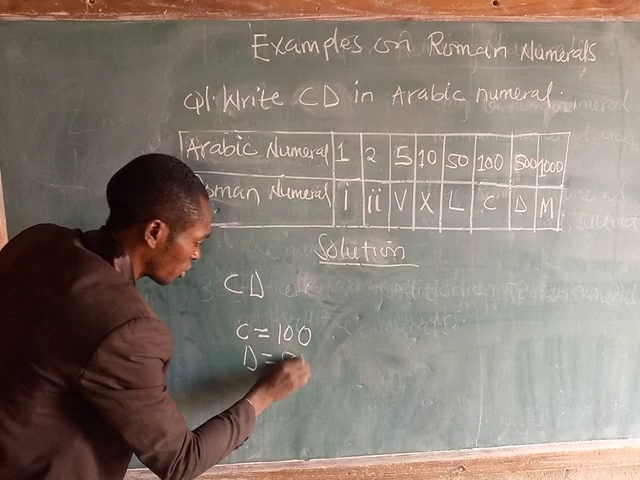 Examples on Roman Numerals
Q1. Write CD in Arabic numeral.
Arabic Numeral 1 2 5 10 50 100 500 1000
Roman Numeral i ii V X L C D M
Solution
CD
C = 100
D =